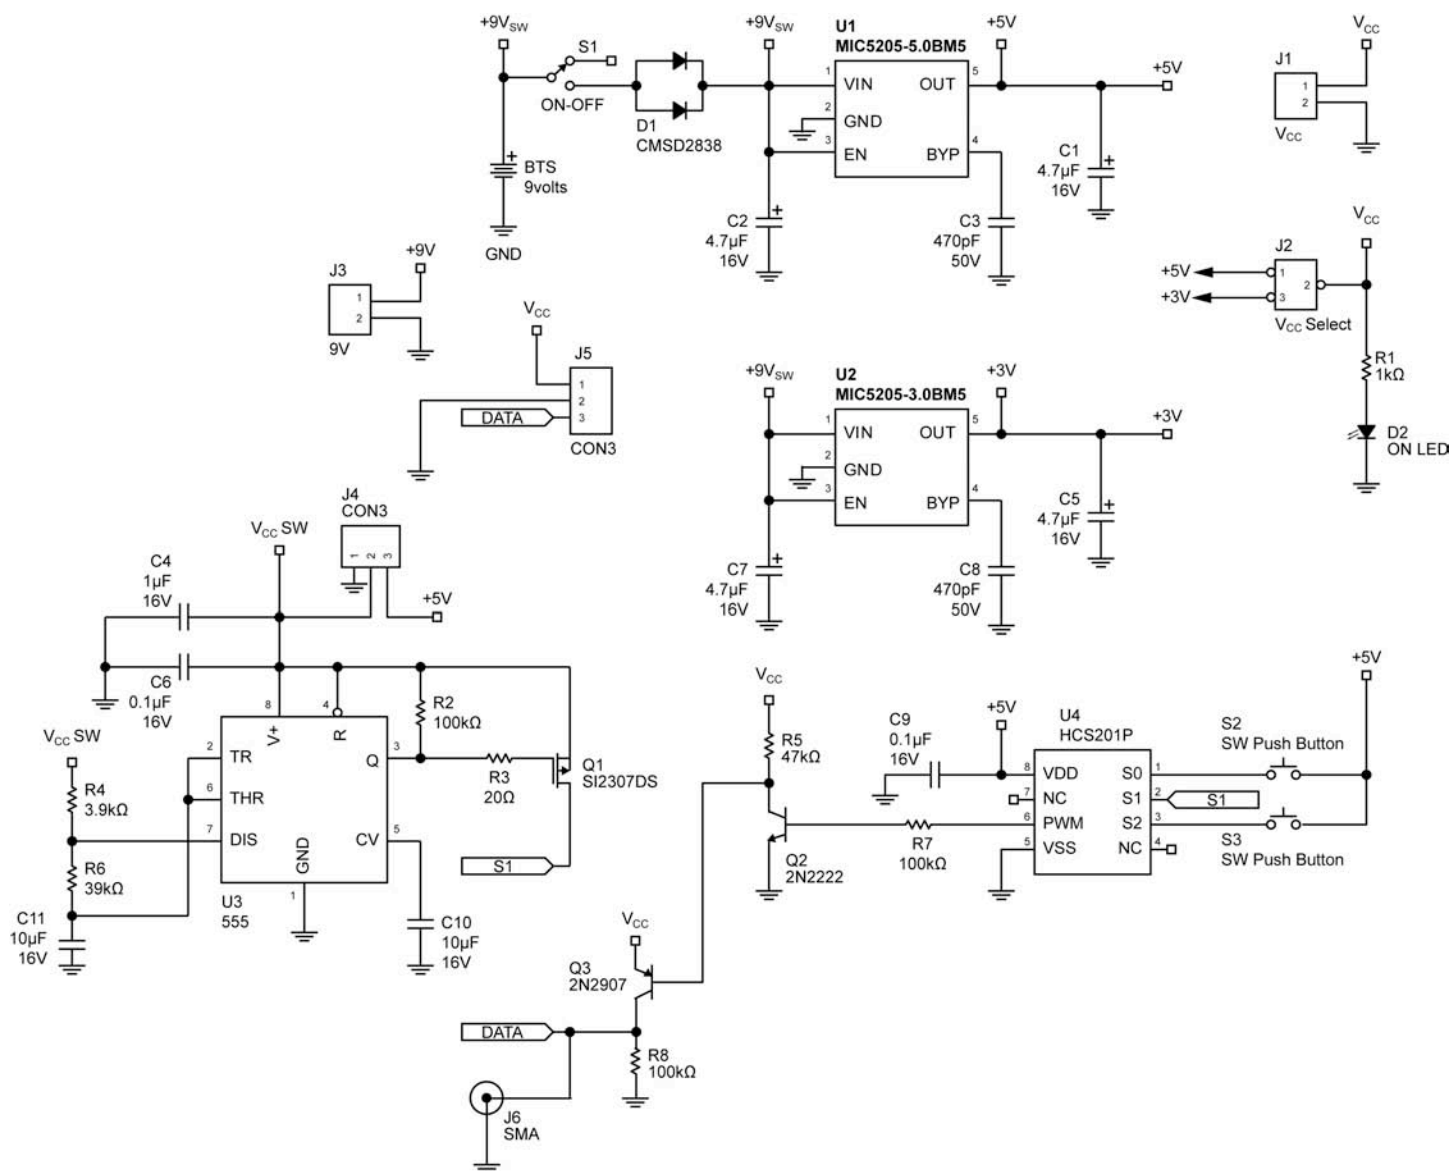 +9VSW
S1
ON-OFF
D1
CMSD2838
BTS
9volts
GND
+9VSW
U1
MIC5205-5.0BM5
1
VIN
OUT
5
2
GND
3
EN
BYP
4
+5V
+5V
C1
4.7µF
16V
C2
4.7µF
16V
C3
470pF
50V
VCC
J1
1
2
VCC
VCC
J2
+5V
1
2
+3V
3
VCC Select
R1
1kΩ
D2
ON LED
+9V
J3
1
2
9V
VCC
J5
1
2
3
DATA
CON3
+9VSW
U2
MIC5205-3.0BM5
1
VIN
OUT
5
2
GND
3
EN
BYP
4
+3V
+3V
C5
4.7µF
16V
C7
4.7µF
16V
C8
470pF
50V
J4
CON3
1
2
3
VCC SW
C4
1µF
16V
+5V
C6
0.1µF
16V
8
4
V+
R
R2
100kΩ
VCC SW
2
TR
Q
3
R3
20Ω
Q1
SI2307DS
R4
3.9kΩ
6
THR
7
DIS
CV
5
GND
1
S1
R6
39kΩ
U3
555
C11
10µF
16V
C10
10µF
16V
VCC
R5
47kΩ
Q2
2N2222
R7
100kΩ
C9
0.1µF
16V
+5V
U4
HCS201P
8
VDD
S0
1
7
NC
S1
2
S1
6
PWM
S2
3
5
VSS
NC
4
+5V
S2
SW Push Button
S3
SW Push Button
VCC
Q3
2N2907
DATA
R8
100kΩ
J6
SMA